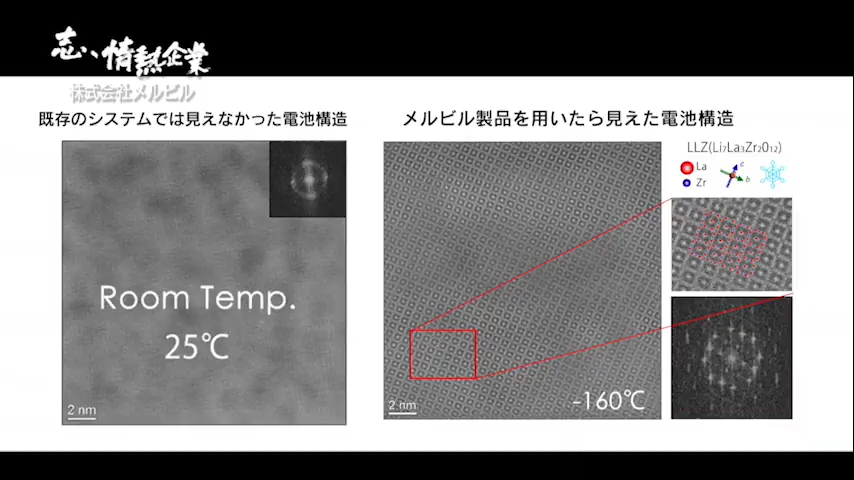 志、情熱企業
株式会社メルビル
既存のシステムでは見えなかった電池構造
メルビル製品を用いたら見えた電池構造
LLZ(Li7La3Zr2O12)
La
Zr
c
b
Room Temp.
25℃
-160℃
2 nm
2 nm